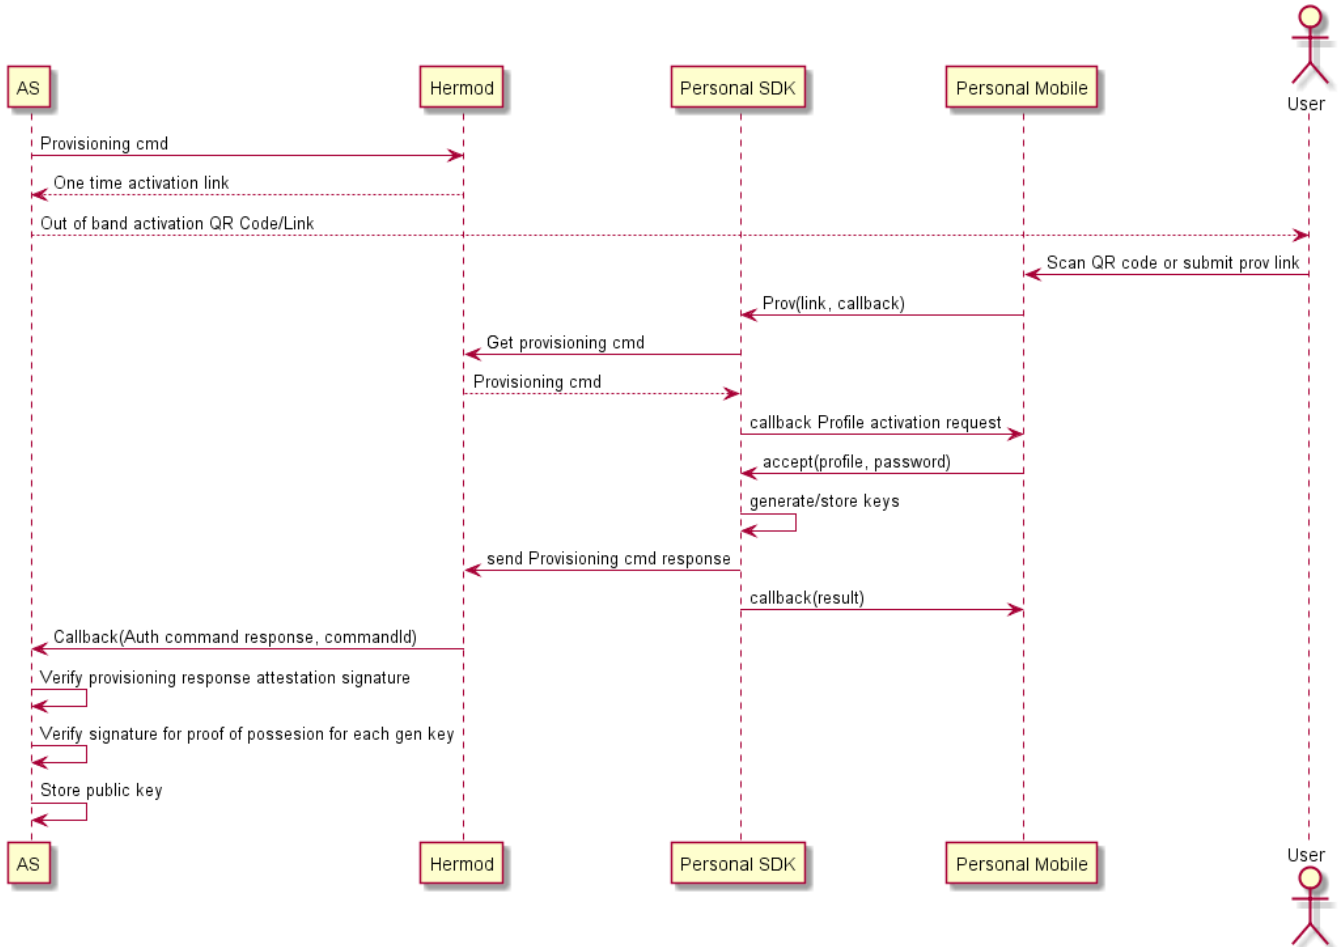 User
AS
Hermod
Personal SDK
Personal Mobile
Provisioning cmd
One time activation link
Out of band activation QR Code/Link
Scan QR code or submit prov link
Prov(link, callback)
Get provisioning cmd
Provisioning cmd
callback Profile activation request
accept(profile, password)
generate/store keys
send Provisioning cmd response
callback(result)
Callback(Auth command response, commandId)
Verify provisioning response attestation signature
Verify signature for proof of possesion for each gen key
Store public key
AS
Hermod
Personal SDK
Personal Mobile
User